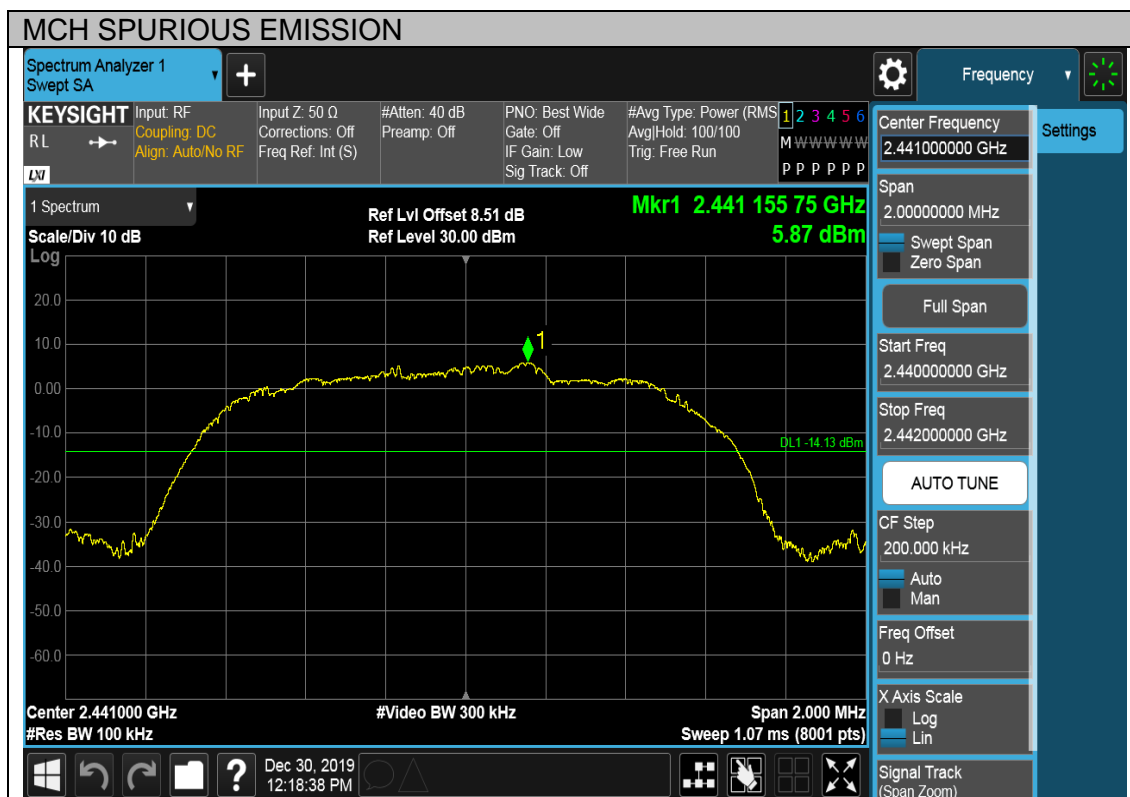 MCH SPURIOUS EMISSION
Spectrum Analyzer 1
Swept SA
+
Frequency
KEYSIGHT
RL
LXI
Input: RF
Coupling: DC
Align: Auto/No RF
Input Z: 50 Ω
Corrections: Off
Freq Ref: Int (S)
#Atten: 40 dB
Preamp: Off
PNO: Best Wide
Gate: Off
IF Gain: Low
Sig Track: Off
#Avg Type: Power (RMS
Avg|Hold: 100/100
Trig: Free Run
1 2 3 4 5 6
M W W W W W
P P P P P P
1 Spectrum
Scale/Div 10 dB
Log
Ref Lvl Offset 8.51 dB
Ref Level 30.00 dBm
Mkr1 2.441 155 75 GHz
5.87 dBm
20.0
10.0
0.00
-10.0
-20.0
-30.0
-40.0
-50.0
-60.0
1
DL1 -14.13 dBm
Center 2.441000 GHz
#Res BW 100 kHz
#Video BW 300 kHz
Span 2.000 MHz
Sweep 1.07 ms (8001 pts)
Center Frequency
2.441000000 GHz
Settings
Span
2.00000000 MHz
Swept Span
Zero Span
Full Span
Start Freq
2.440000000 GHz
Stop Freq
2.442000000 GHz
AUTO TUNE
CF Step
200.000 kHz
Auto
Man
Freq Offset
0 Hz
X Axis Scale
Log
Lin
Signal Track
(Span Zoom)
?
Dec 30, 2019
12:18:38 PM